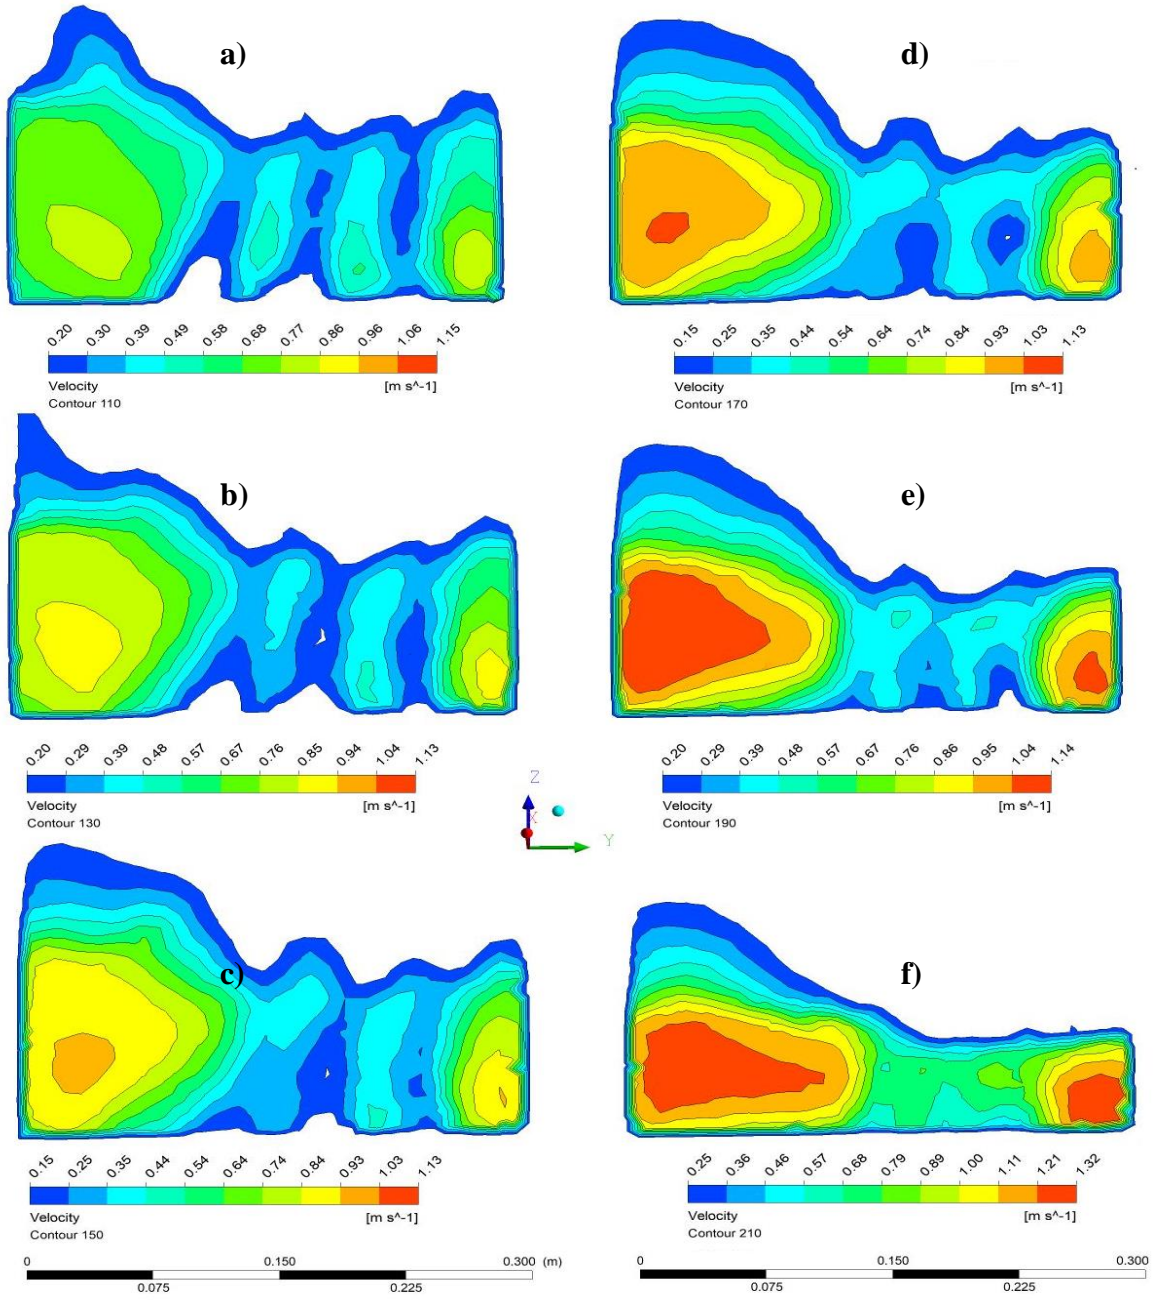 a)
0.20 0.30 0.39 0.49 0.58 0.68 0.77 0.86 0.96 1.06 1.15
Velocity [m s^-1]
Contour 110
b)
0.20 0.29 0.39 0.48 0.57 0.67 0.76 0.85 0.94 1.04 1.13
Velocity [m s^-1]
Contour 130
c)
0.15 0.25 0.35 0.44 0.54 0.64 0.74 0.84 0.93 1.03 1.13
Velocity [m s^-1]
Contour 150
0 0.150 0.300 (m)
0.075 0.225
Z
X
Y
d)
0.15 0.25 0.35 0.44 0.54 0.64 0.74 0.84 0.93 1.03 1.13
Velocity [m s^-1]
Contour 170
e)
0.20 0.29 0.39 0.48 0.57 0.67 0.76 0.86 0.95 1.04 1.14
Velocity [m s^-1]
Contour 190
f)
0.25 0.36 0.46 0.57 0.68 0.79 0.89 1.00 1.11 1.21 1.32
Velocity [m s^-1]
Contour 210
0 0.150 0.300
0.075 0.225